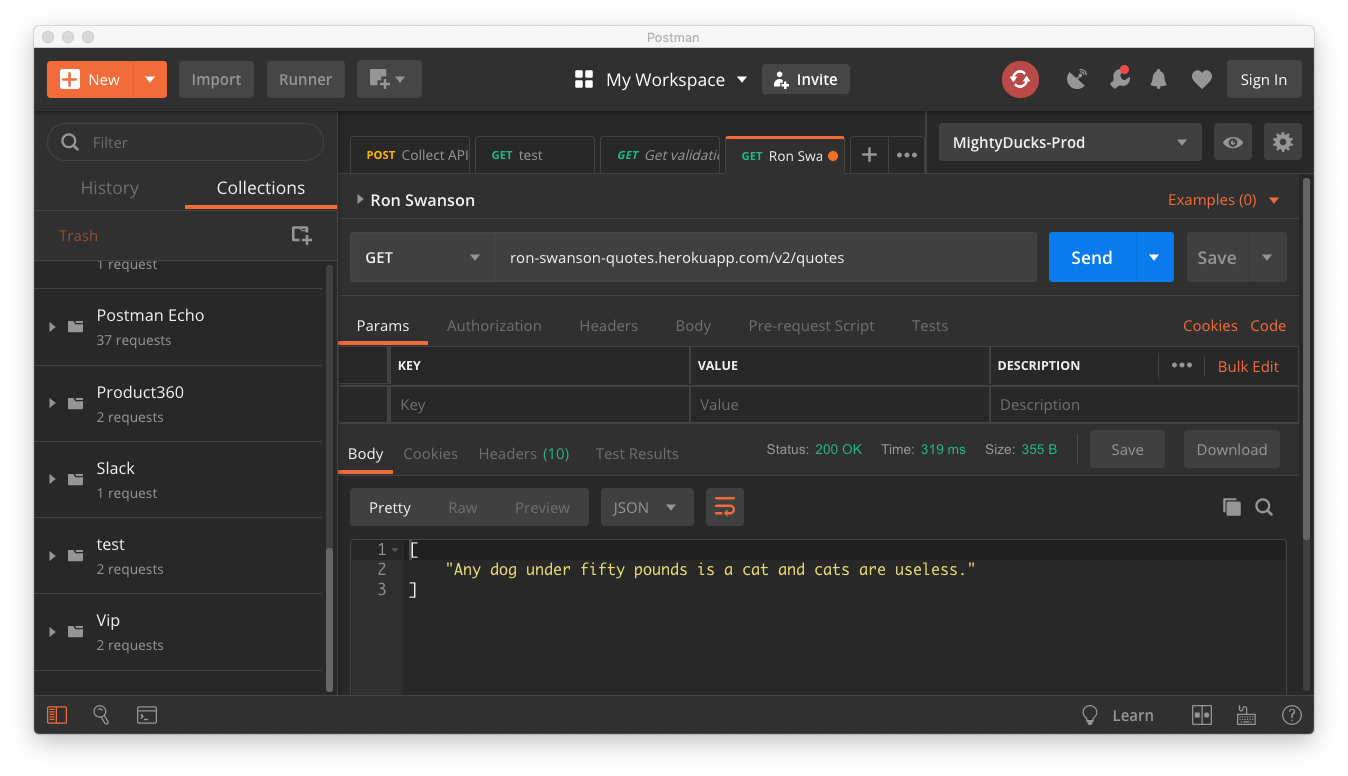 Postman
New
Import
Runner
My Workspace
Invite
Sign In
Filter
History
Collections
Trash
1 request
Postman Echo
37 requests
Product360
2 requests
Slack
1 request
test
2 requests
Vip
2 requests
POST Collect API
GET test
GET Get validati
GET Ron Swa
MightyDucks-Prod
Ron Swanson
Examples (0)
GET
ron-swanson-quotes.herokuapp.com/v2/quotes
Send
Save
Params
Authorization
Headers
Body
Pre-request Script
Tests
Cookies
Code
KEY
VALUE
DESCRIPTION
Bulk Edit
Key
Value
Description
Body
Cookies
Headers (10)
Test Results
Status: 200 OK
Time: 319 ms
Size: 355 B
Save
Download
Pretty
Raw
Preview
JSON
1 [
2 "Any dog under fifty pounds is a cat and cats are useless."
3 ]
Learn